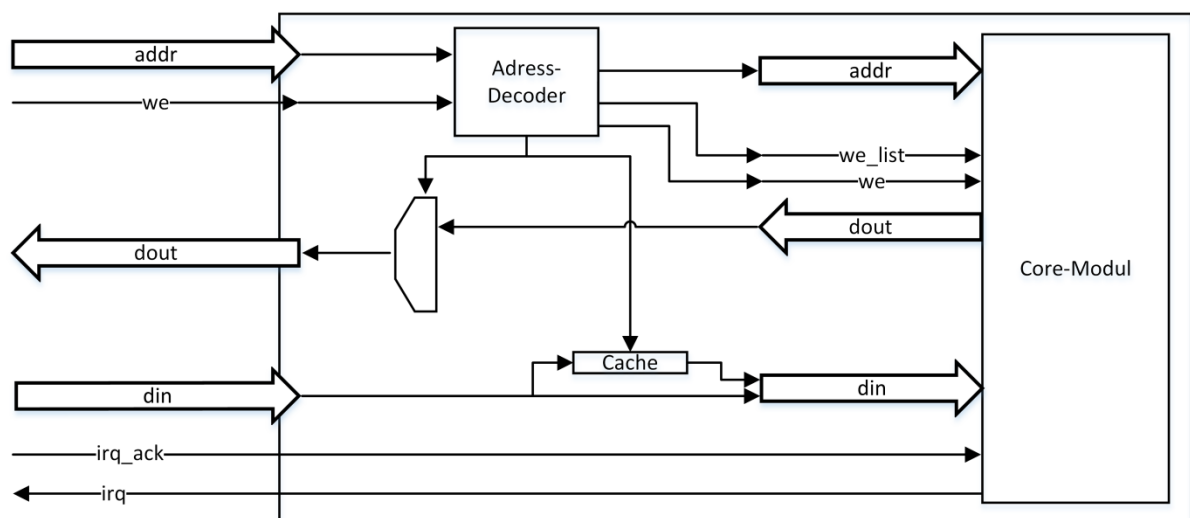 addr
Adress-
Decoder
addr
we
we_list
we
dout
dout
Core-Modul
Cache
din
din
irq_ack
irq